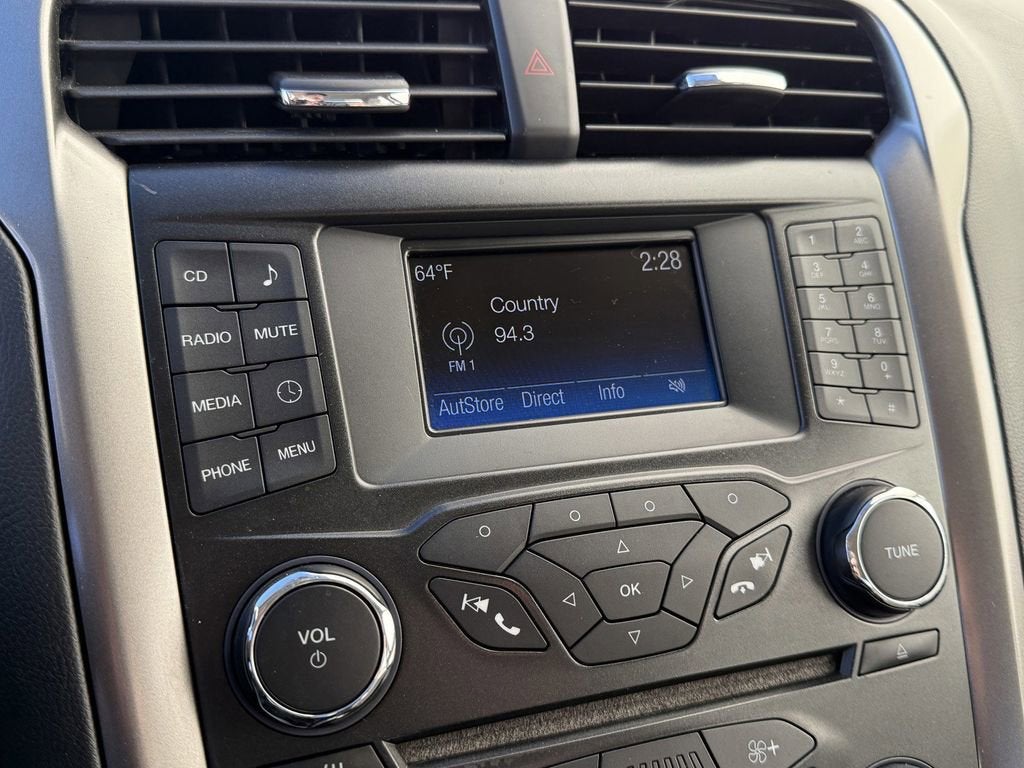 64°F
2:28
Country
94.3
FM 1
AutStore Direct Info
CD
RADIO MUTE
MEDIA
PHONE MENU
1 2 ABC
3 DEF 4 GHI
5 JKL 6 MNO
7 PQRS 8 TUV
9 WXYZ 0 +
* #
VOL
OK
TUNE